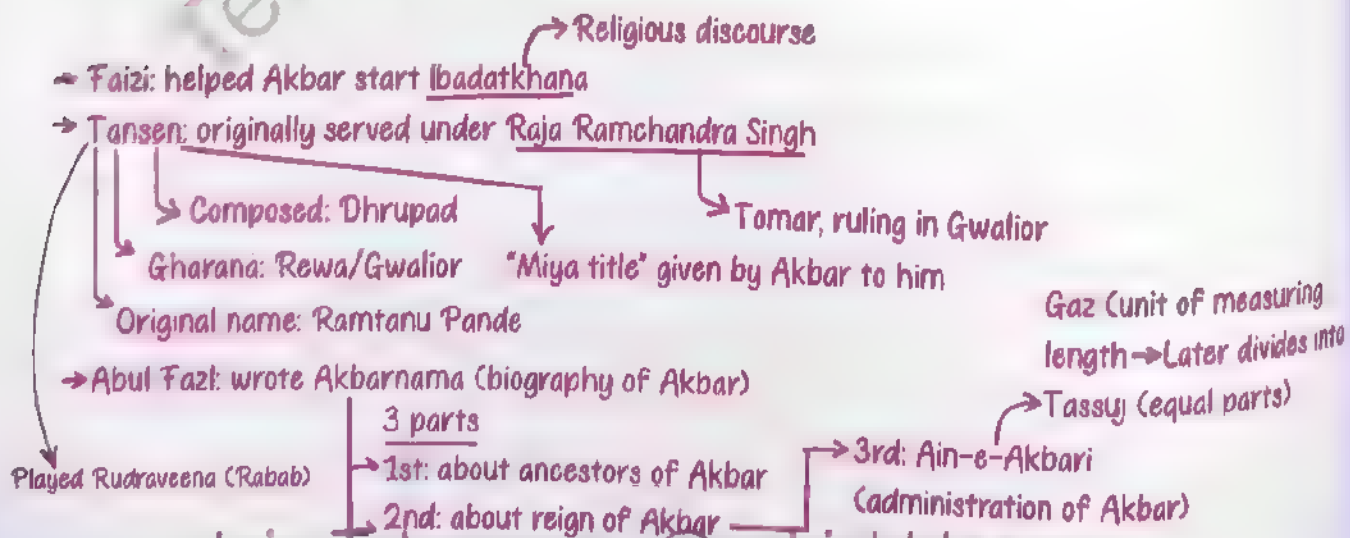 Religious discourse
Faizi: helped Akbar start Ibadatkhana
Tansen: originally served under Raja Ramchandra Singh
Composed: Dhrupad
Tomar, ruling in Gwalior
Gharana: Rewa/Gwalior
"Miya title" given by Akbar to him
Original name: Ramtanu Pande
Gaz (unit of measuring
length → Later divides into
Tassuj (equal parts)
Abul Fazl: wrote Akbarnama (biography of Akbar)
3 parts
Played Rudraveena (Rabab)
1st: about ancestors of Akbar
2nd: about reign of Akbar
3rd: Ain-e-Akbari
(administration of Akbar)